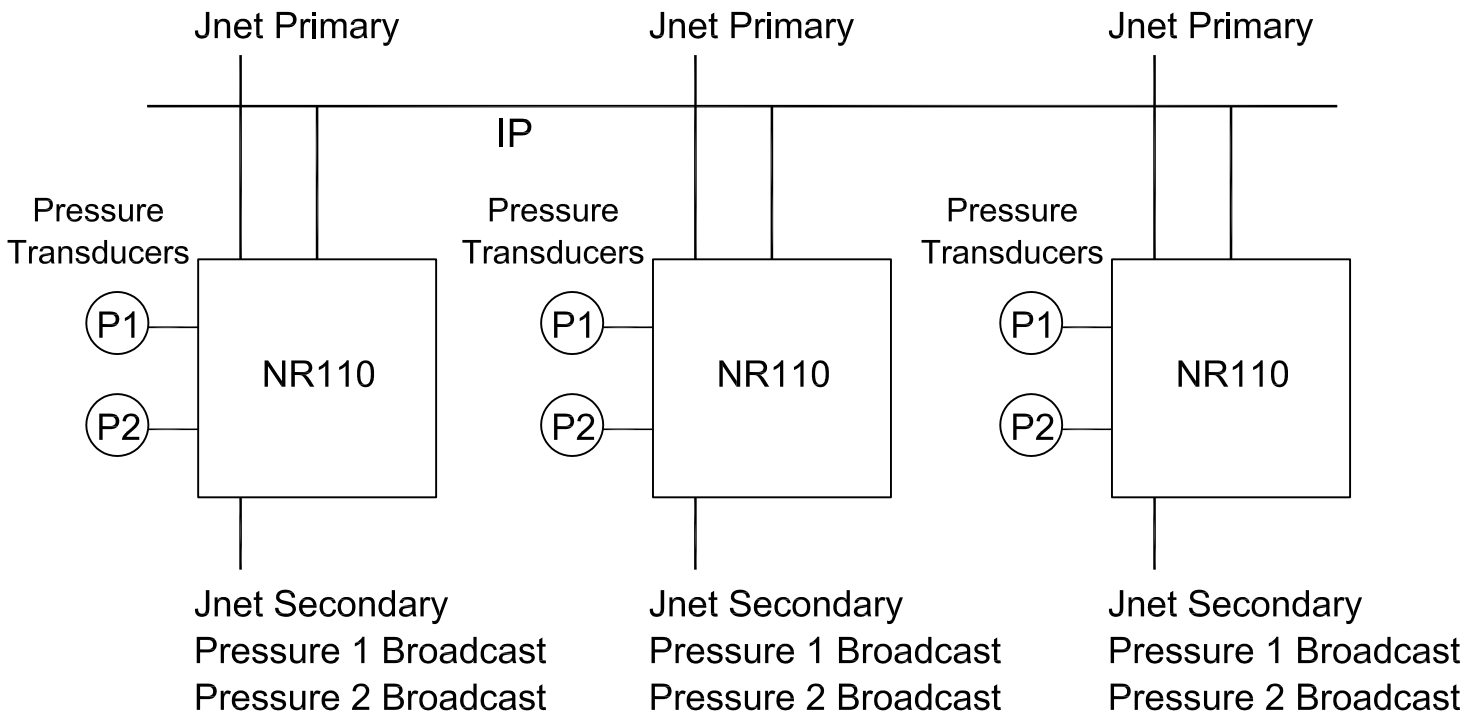 Jnet Primary
Jnet Primary
Jnet Primary
IP
Pressure
Transducers
P1
P2
NR110
Pressure
Transducers
P1
P2
NR110
Pressure
Transducers
P1
P2
NR110
Jnet Secondary
Pressure 1 Broadcast
Pressure 2 Broadcast
Jnet Secondary
Pressure 1 Broadcast
Pressure 2 Broadcast
Jnet Secondary
Pressure 1 Broadcast
Pressure 2 Broadcast